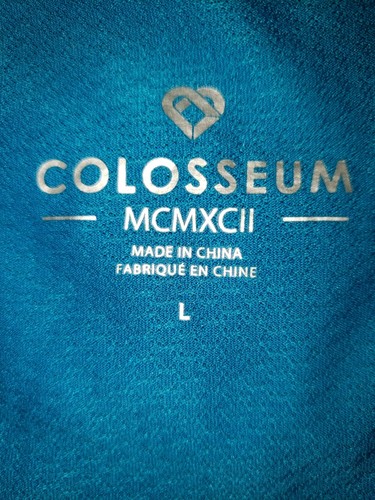 COLOSSEUM
MCMXCII
MADE IN CHINA
FABRIQUÉ EN CHINE
L